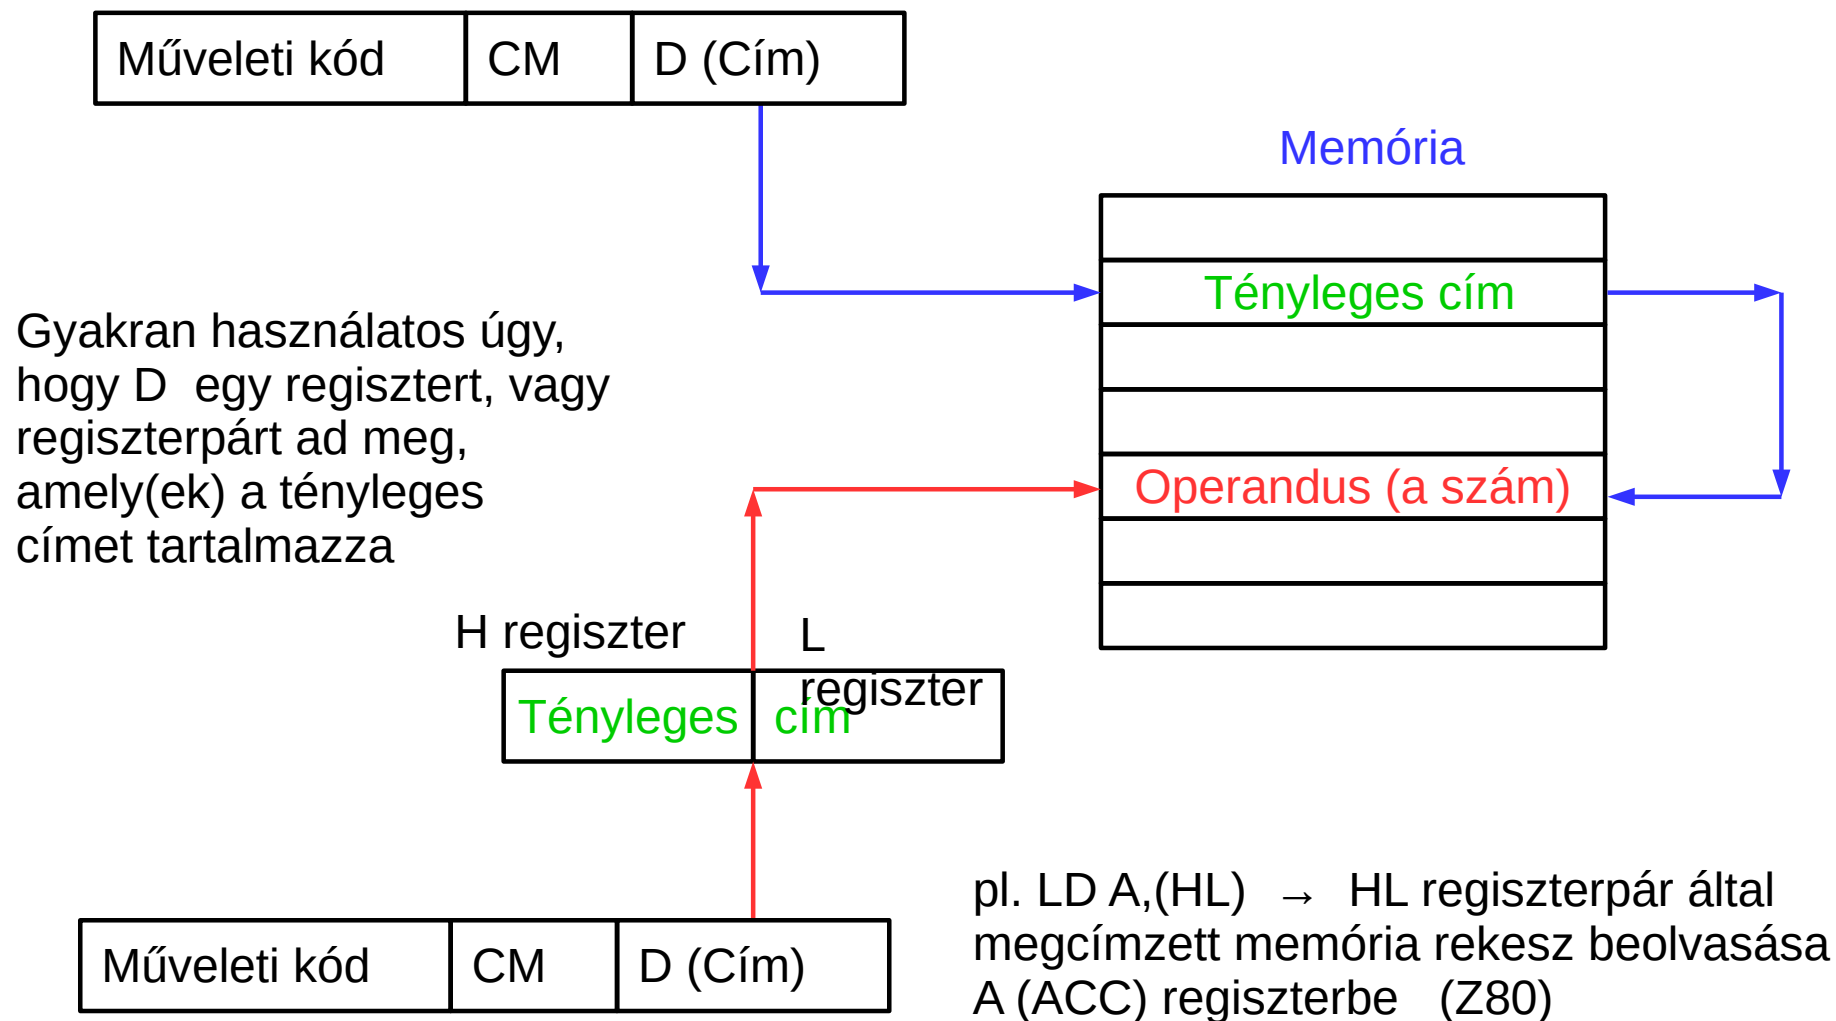 Műveleti kód CM D (Cím)
Memória
Tényleges cím
Gyakran használatos úgy,
hogy D egy regisztert, vagy
regiszterpárt ad meg,
amely(ek) a tényleges
címet tartalmazza
Operandus (a szám)
H regiszter
L
regiszter
Tényleges cím
Műveleti kód CM D (Cím)
pl. LD A,(HL) → HL regiszterpár által
megcímzett memória rekesz beolvasása
A (ACC) regiszterbe (Z80)